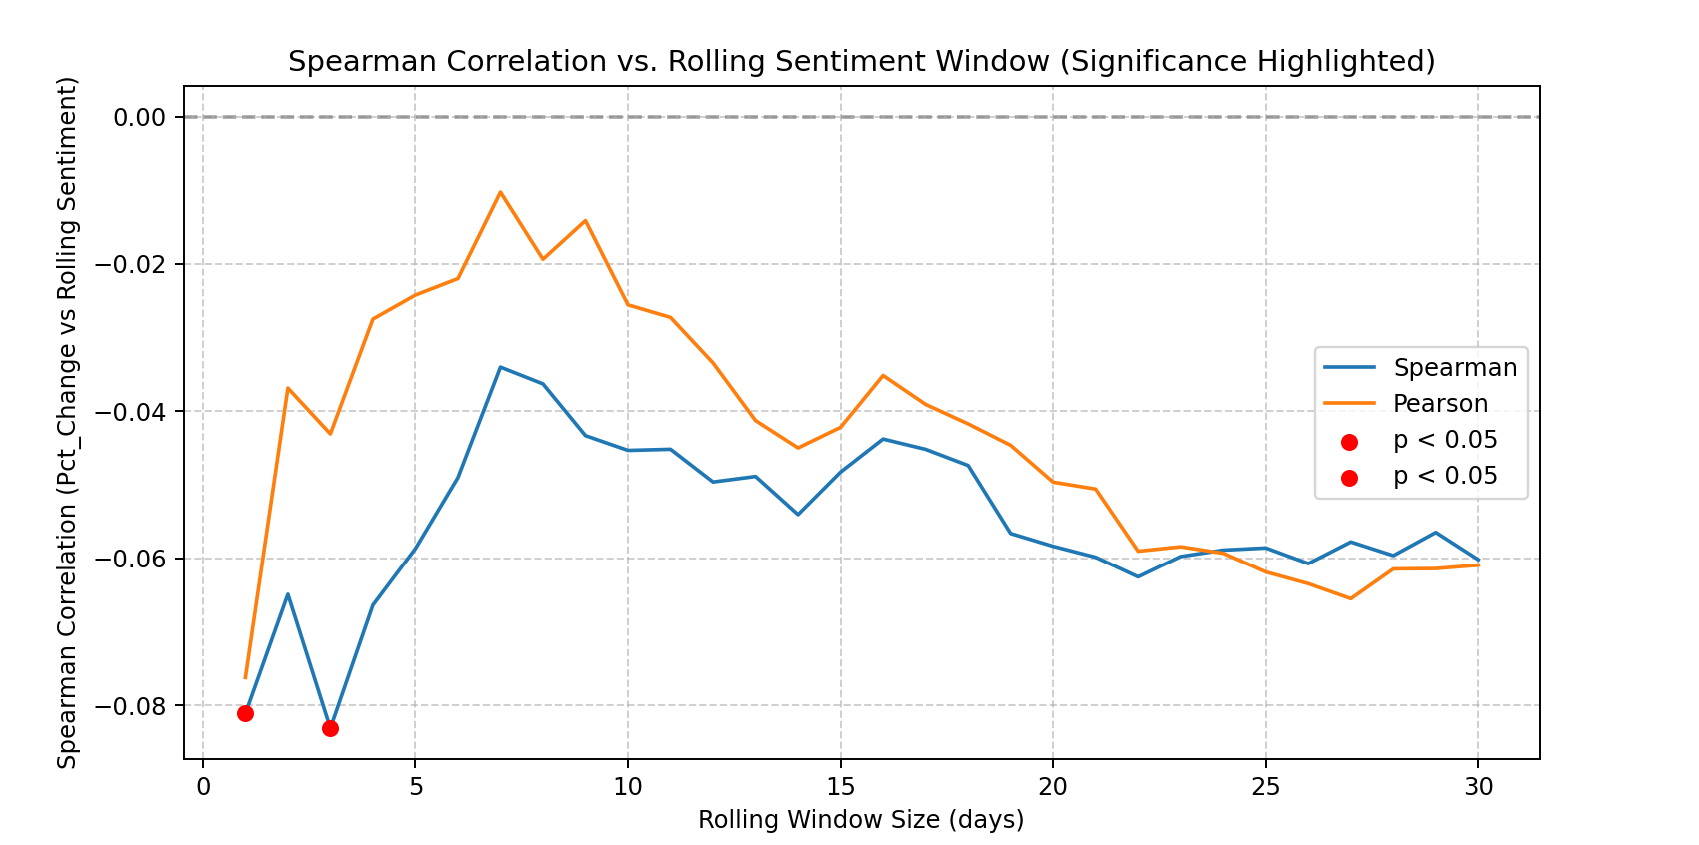 Spearman Correlation vs. Rolling Sentiment Window (Significance Highlighted)
Spearman Correlation (Pct_Change vs Rolling Sentiment)
0.00
−0.02
−0.04
−0.06
−0.08
Spearman
Pearson
p < 0.05
p < 0.05
0 5 10 15 20 25 30
Rolling Window Size (days)